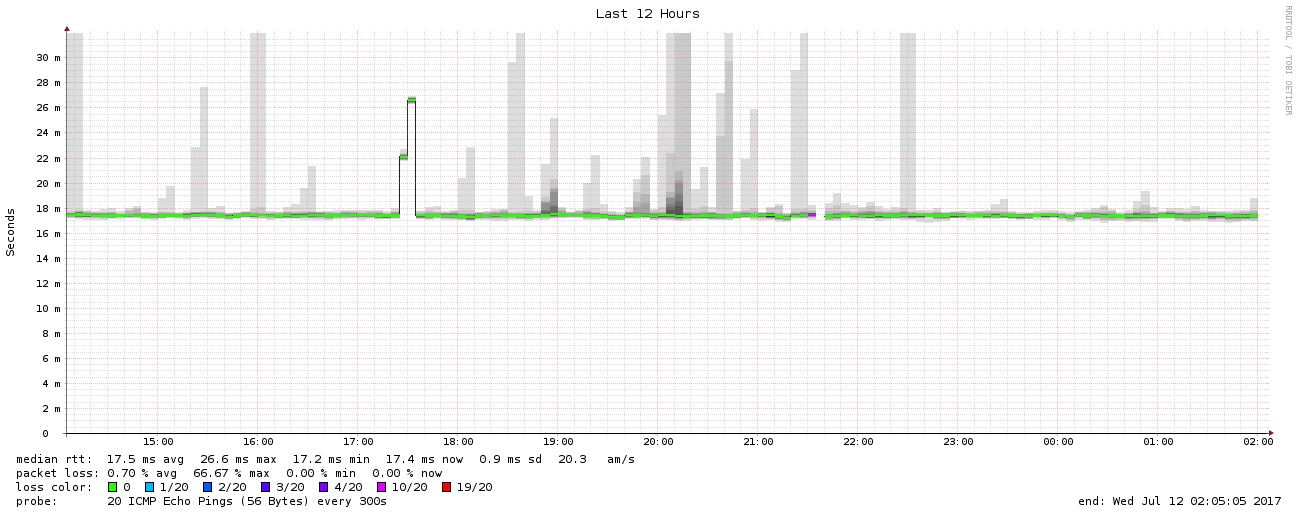 Last 12 Hours
RRDTOOL / TOBI OETIKER
Seconds
30 m
28 m
26 m
24 m
22 m
20 m
18 m
16 m
14 m
12 m
10 m
8 m
6 m
4 m
2 m
0
15:00 16:00 17:00 18:00 19:00 20:00 21:00 22:00 23:00 00:00 01:00 02:00
median rtt: 17.5 ms avg 26.6 ms max 17.2 ms min 17.4 ms now 0.9 ms sd 20.3 am/s
packet loss: 0.70 % avg 66.67 % max 0.00 % min 0.00 % now
loss color: 0 1/20 2/20 3/20 4/20 10/20 19/20
probe: 20 ICMP Echo Pings (56 Bytes) every 300s
end: Wed Jul 12 02:05:05 2017